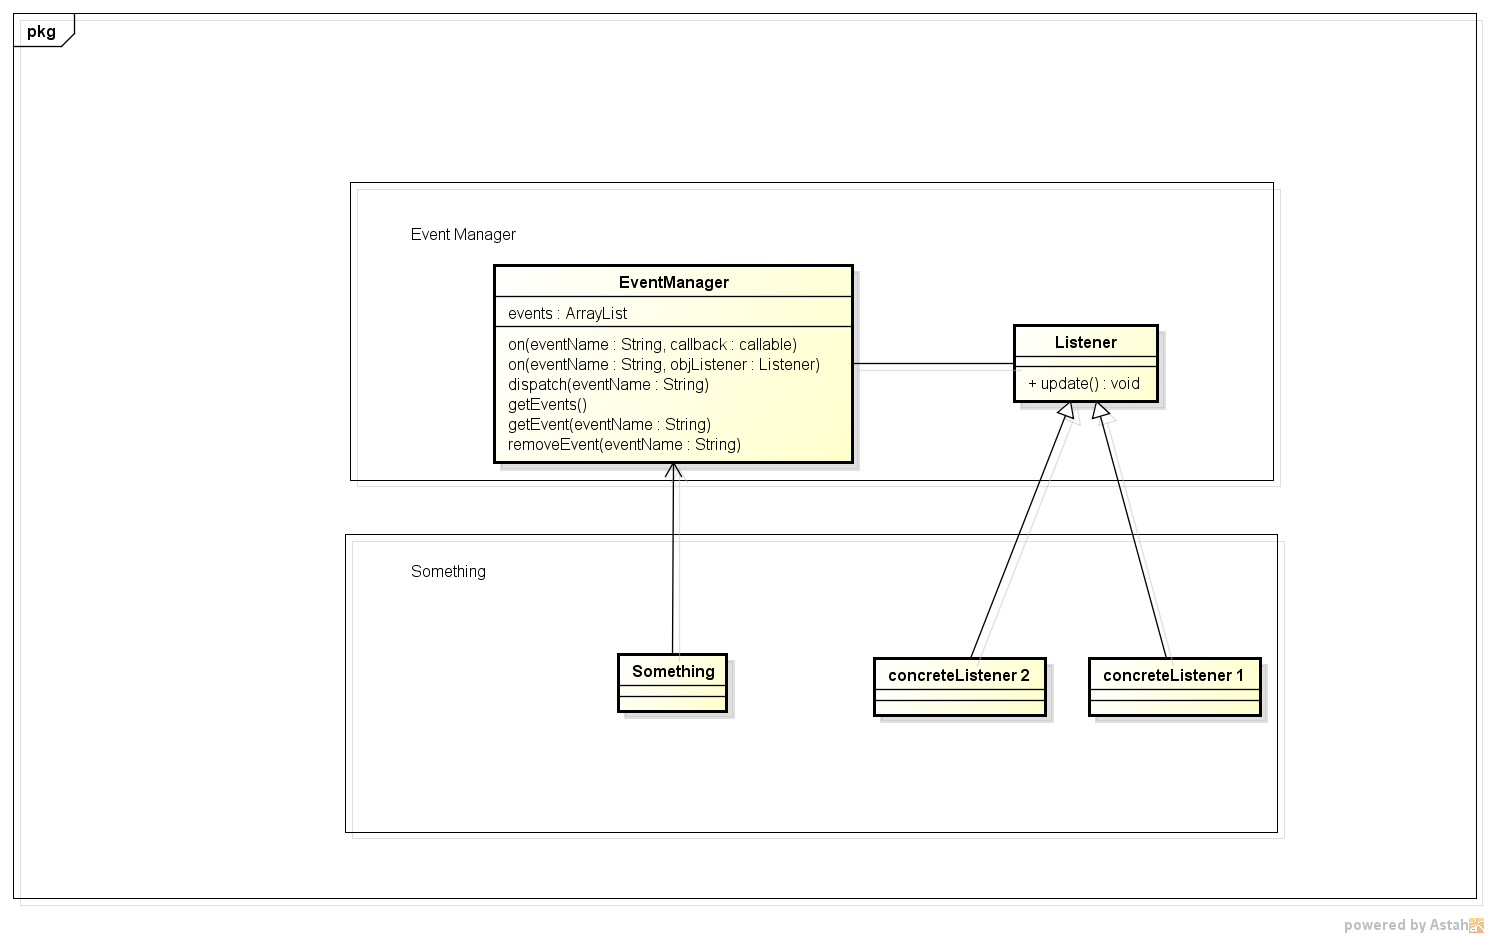 pkg
Event Manager
EventManager
events : ArrayList
on(eventName : String, callback : callable)
on(eventName : String, objListener : Listener)
dispatch(eventName : String)
getEvents()
getEvent(eventName : String)
removeEvent(eventName : String)
Listener
+ update() : void
Something
Something
concreteListener 2
concreteListener 1
powered by Astah